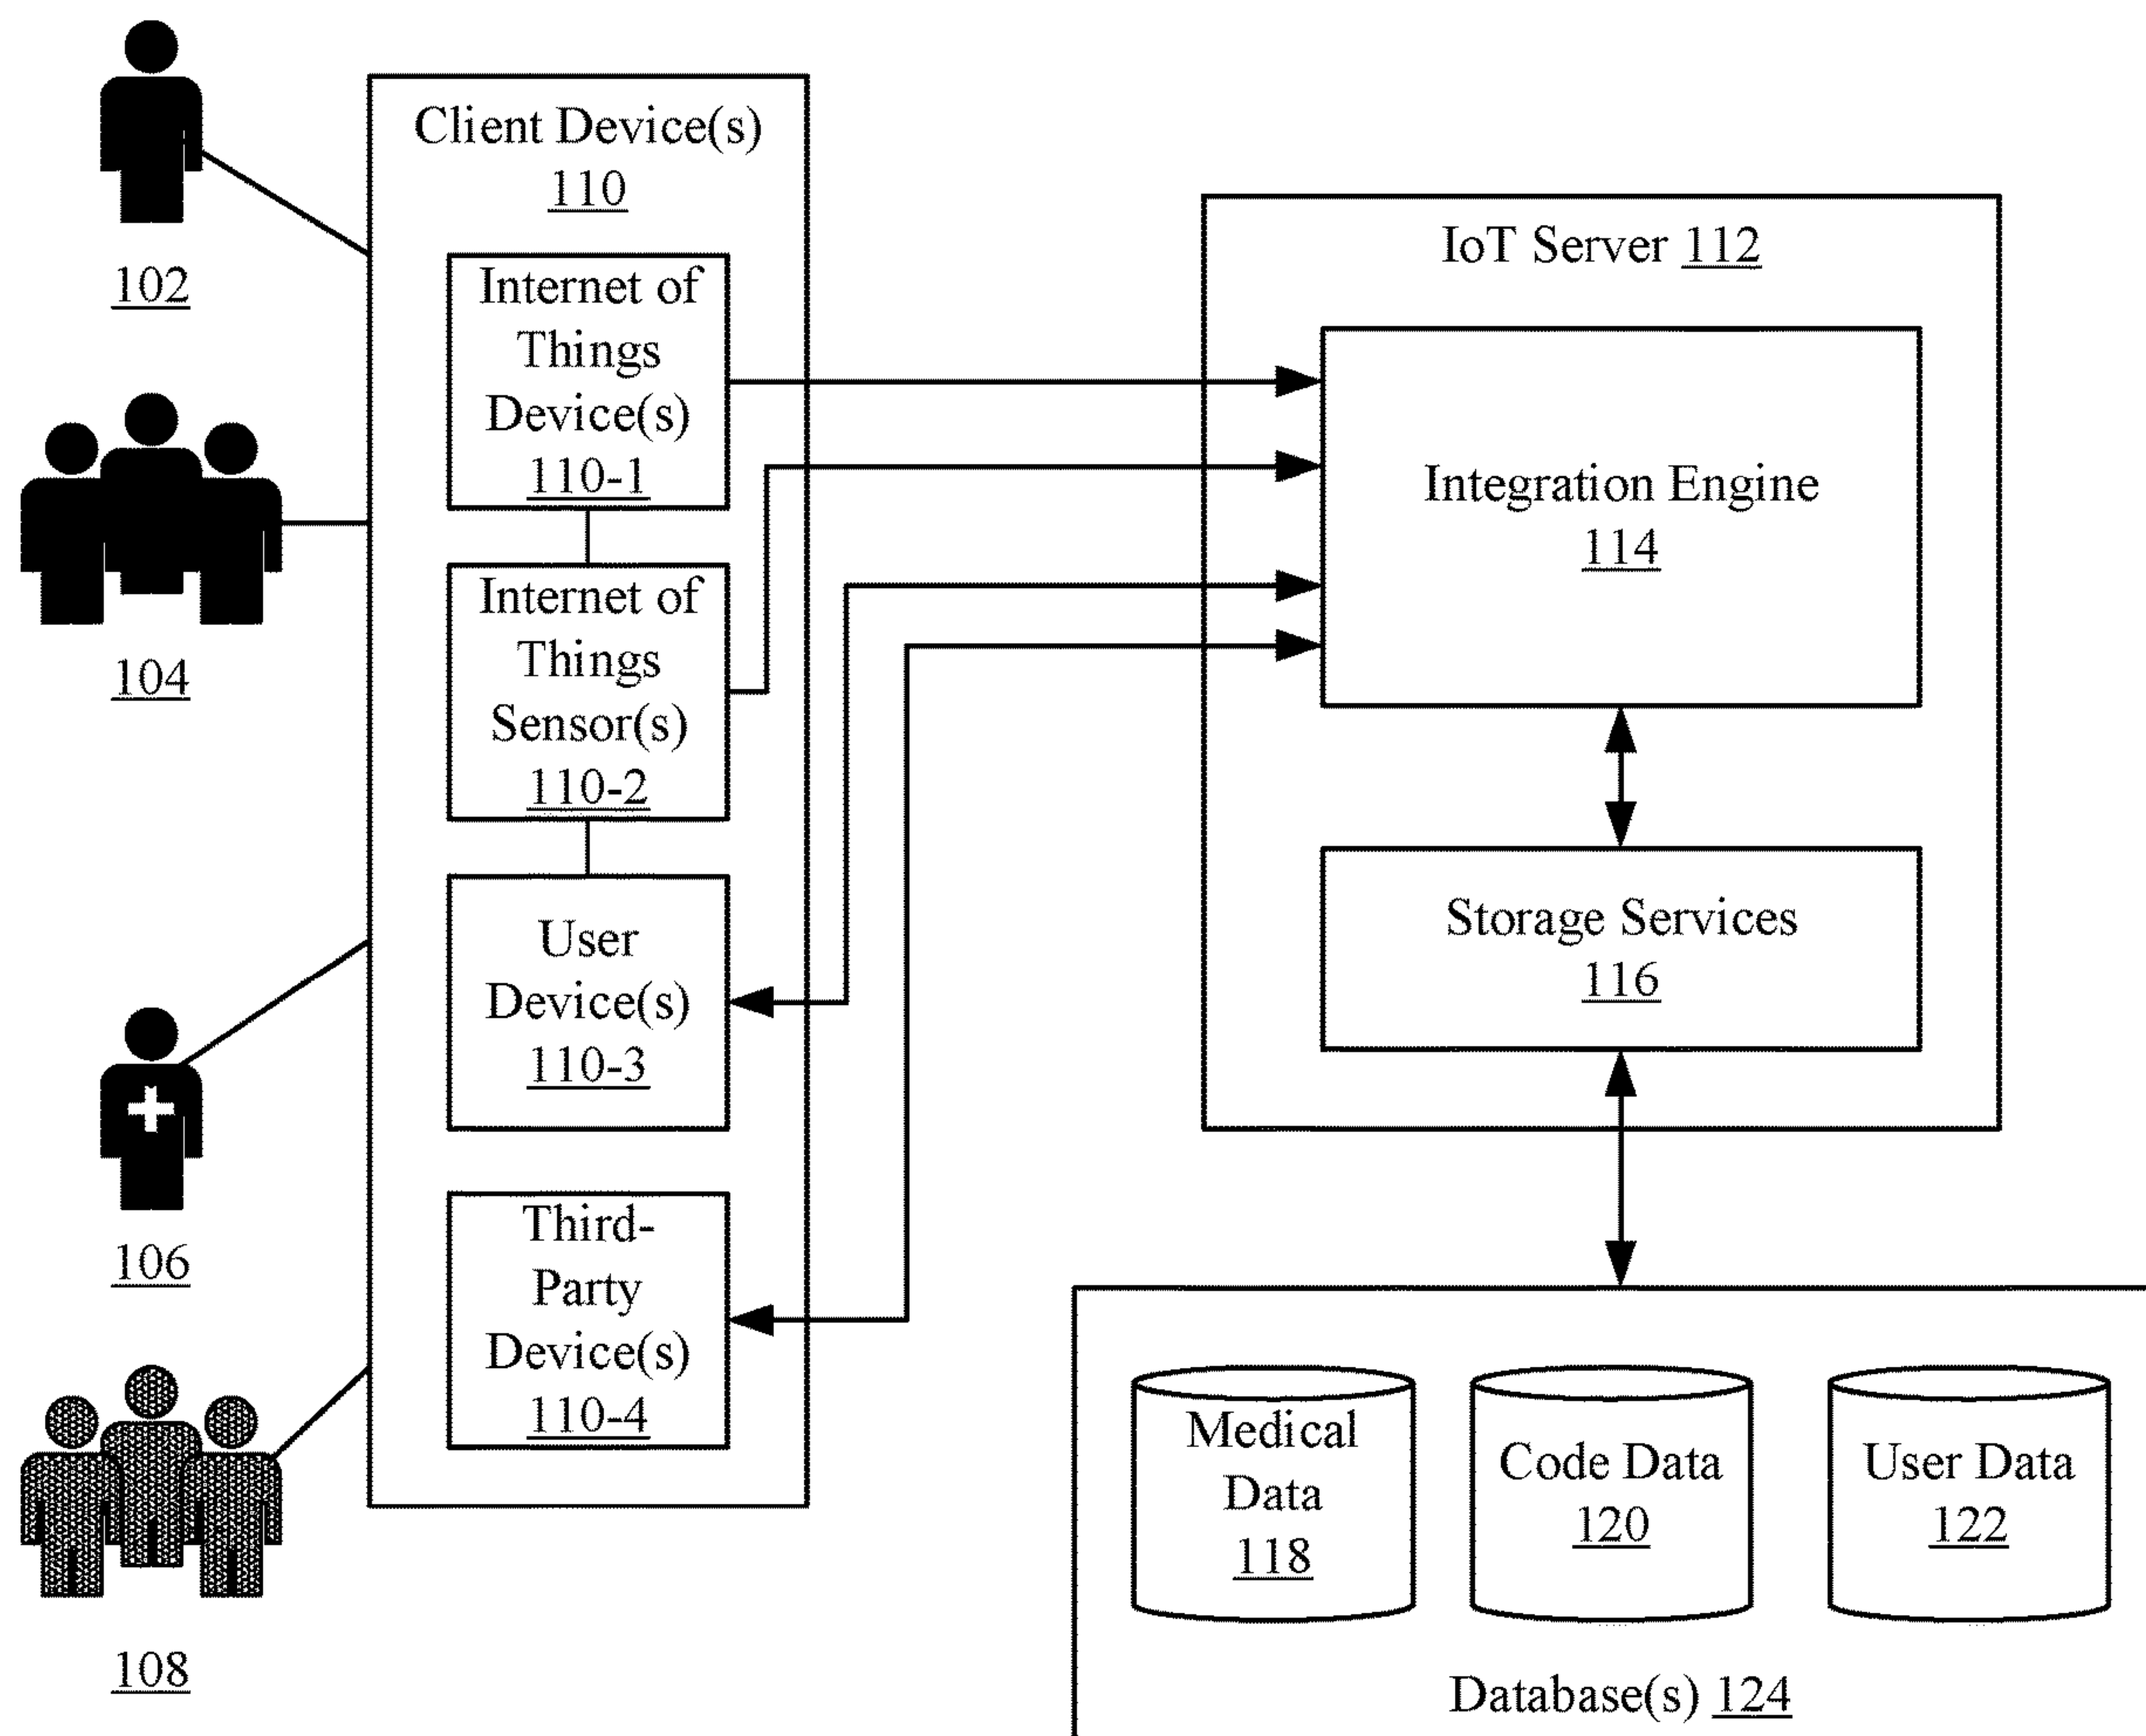 102
104
106
108
Client Device(s)
110
Internet of
Things
Device(s)
110-1
Internet of
Things
Sensor(s)
110-2
User
Device(s)
110-3
Third-
Party
Device(s)
110-4
IoT Server 112
Integration Engine
114
Storage Services
116
Medical
Data
118
Code Data
120
User Data
122
Database(s) 124